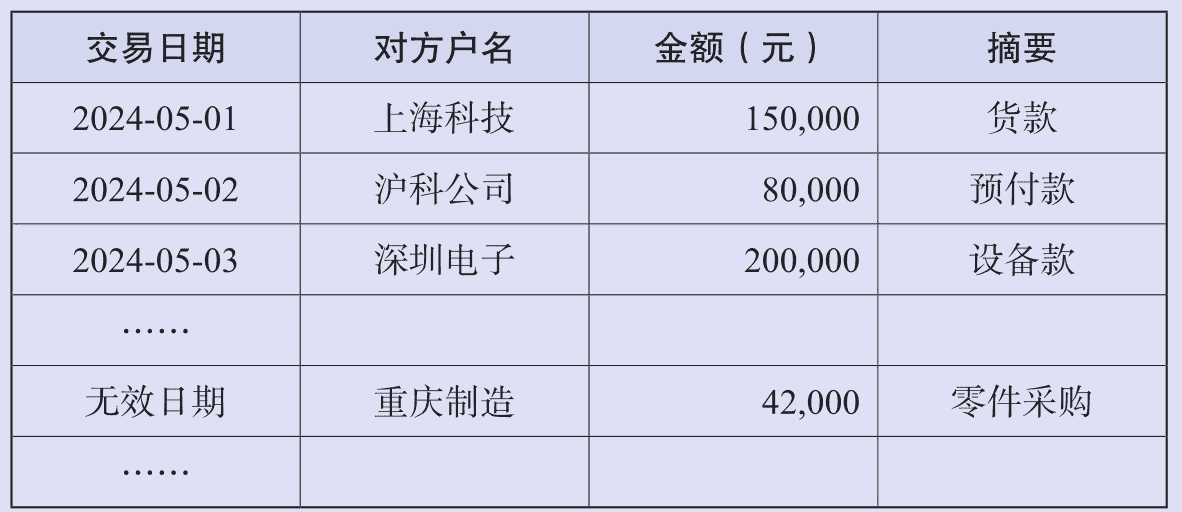 交易日期 对方户名 金额（元） 摘要
2024-05-01 上海科技 150,000 货款
2024-05-02 沪科公司 80,000 预付款
2024-05-03 深圳电子 200,000 设备款
……
无效日期 重庆制造 42,000 零件采购
……